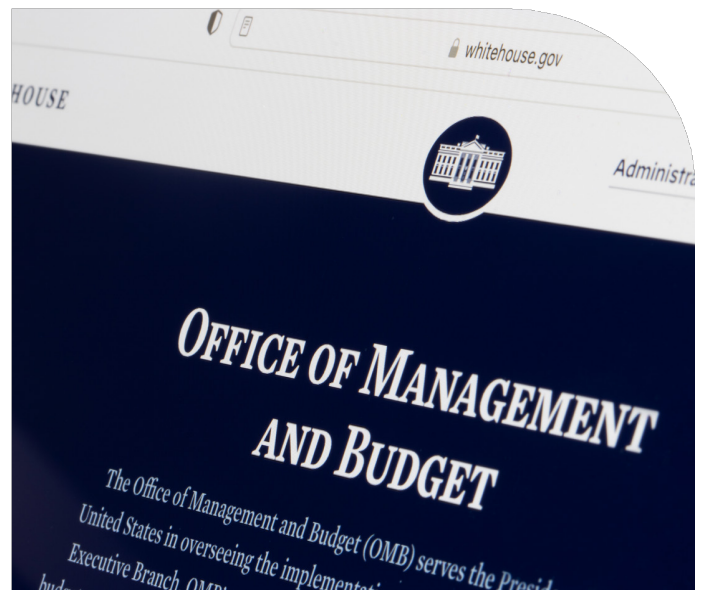 whitehouse.gov
HOUSE
Administra
OFFICE OF MANAGEMENT
AND BUDGET
The Office of Management and Budget (OMB) serves the Presid
United States in overseeing the implementati
Executive Branch. OMB'
budg